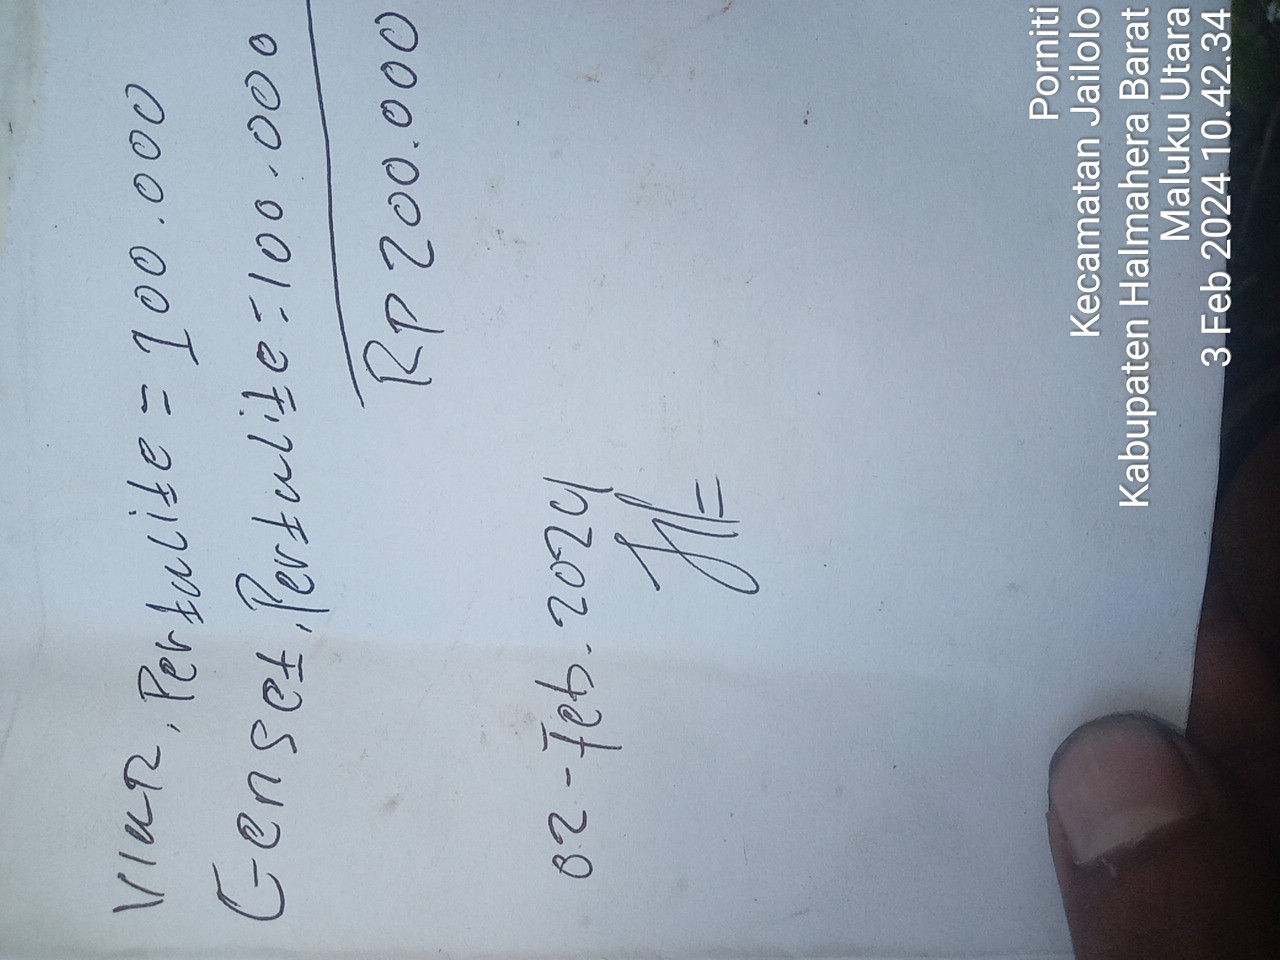 VIAR, Pertalite = 100.000
Genset, Pertalite = 100.000
RP 200.000
02-Feb. 2024
Porniti
Kecamatan Jailolo
Kabupaten Halmahera Barat
Maluku Utara
3 Feb 2024 10.42.34